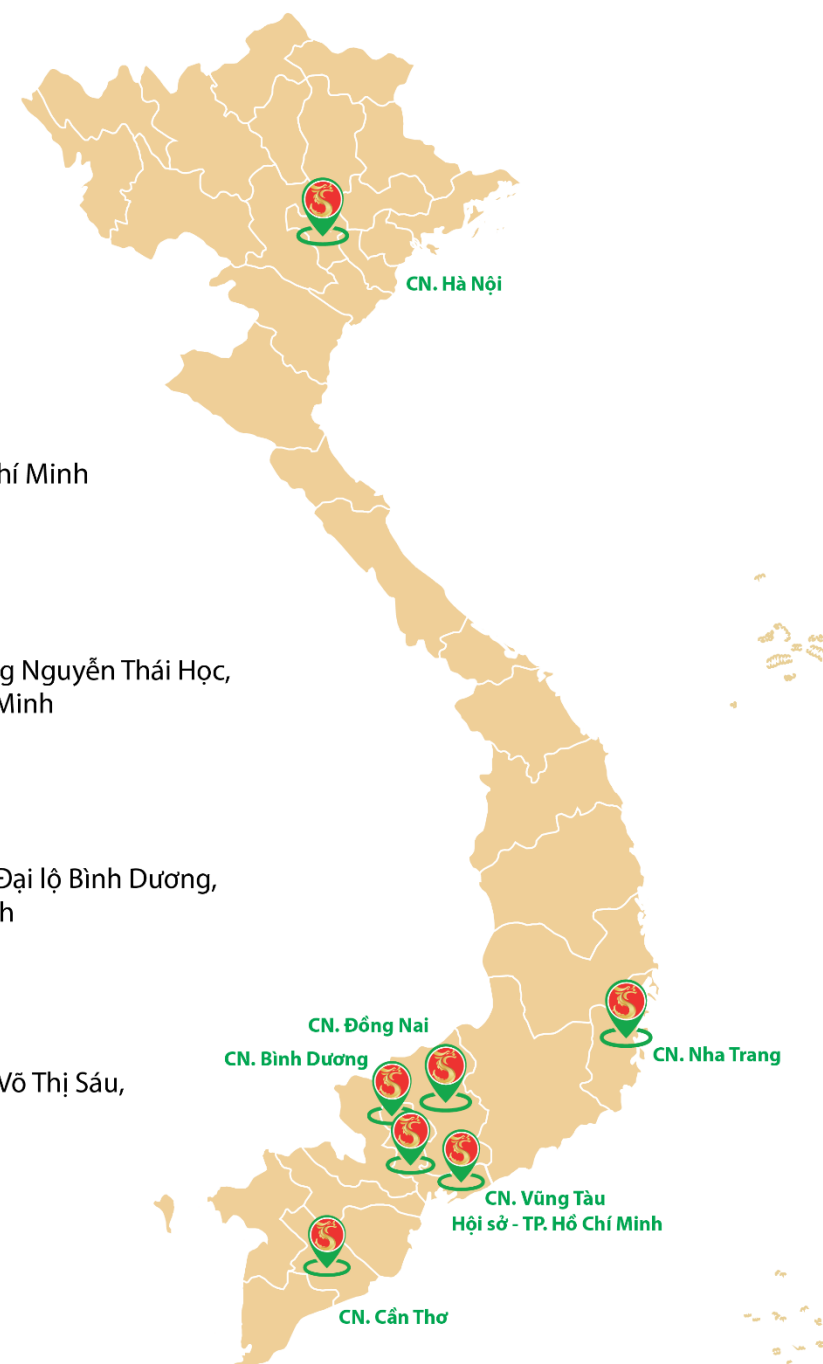 CN. Hà Nội
hí Minh
g Nguyễn Thái Học,
Minh
Đại lộ Bình Dương,
h
CN. Đồng Nai
CN. Bình Dương
CN. Nha Trang
Võ Thị Sáu,
CN. Vũng Tàu
Hội sở - TP. Hồ Chí Minh
CN. Cần Thơ